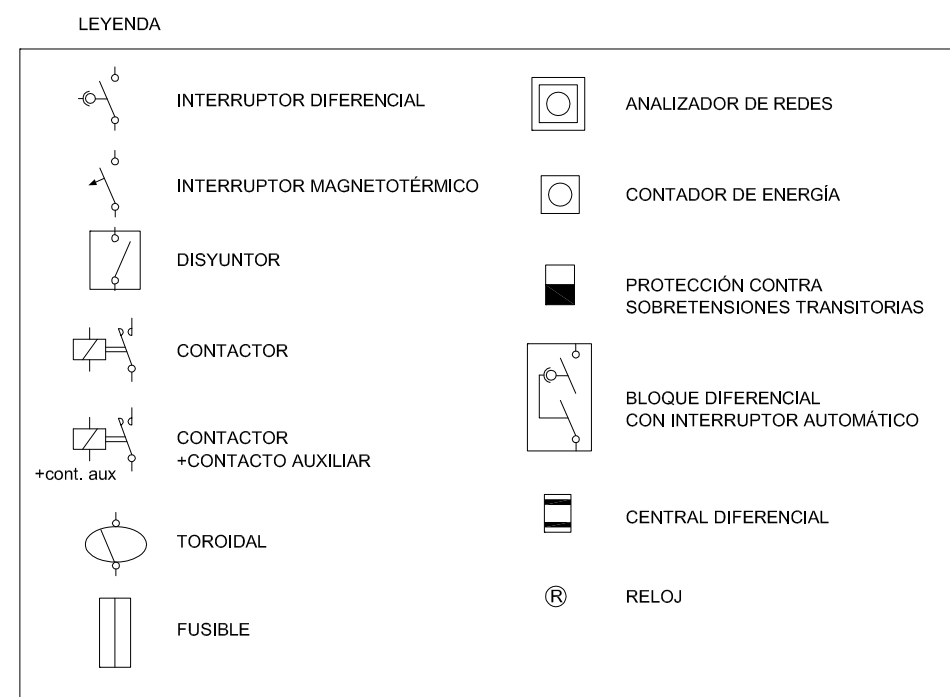 LEYENDA
INTERRUPTOR DIFERENCIAL
INTERRUPTOR MAGNETOTÉRMICO
DISYUNTOR
CONTACTOR
CONTACTOR
+CONTACTO AUXILIAR
+cont. aux
TOROIDAL
FUSIBLE
ANALIZADOR DE REDES
CONTADOR DE ENERGÍA
PROTECCIÓN CONTRA
SOBRETENSIONES TRANSITORIAS
BLOQUE DIFERENCIAL
CON INTERRUPTOR AUTOMÁTICO
CENTRAL DIFERENCIAL
R RELOJ